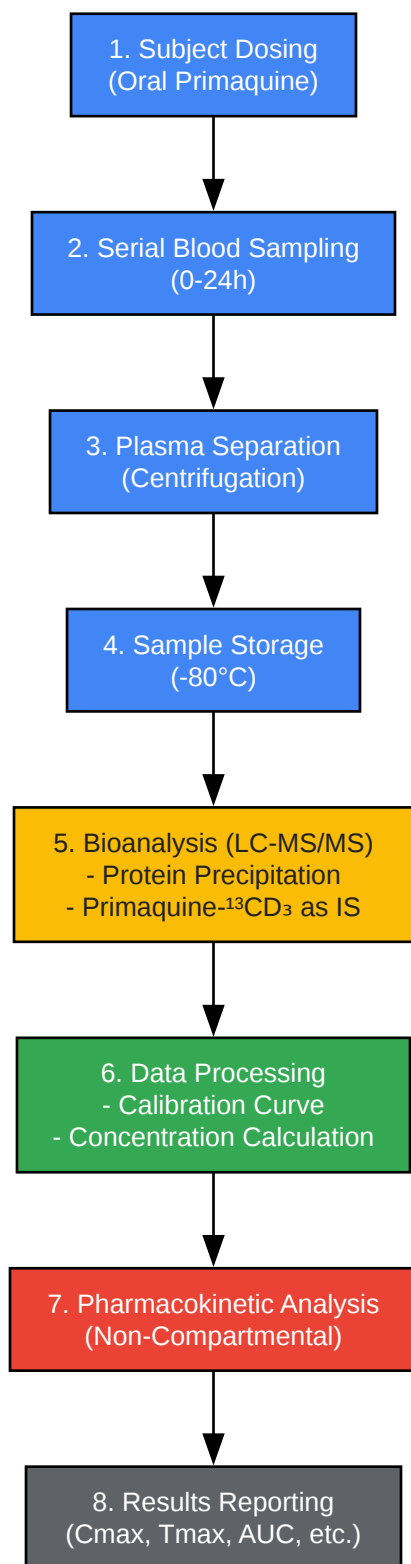 1. Subject Dosing
(Oral Primaquine)
2. Serial Blood Sampling
(0-24h)
3. Plasma Separation
(Centrifugation)
4. Sample Storage
(-80°C)
5. Bioanalysis (LC-MS/MS)
- Protein Precipitation
- Primaquine-¹³CD₃ as IS
6. Data Processing
- Calibration Curve
- Concentration Calculation
7. Pharmacokinetic Analysis
(Non-Compartmental)
8. Results Reporting
(Cmax, Tmax, AUC, etc.)